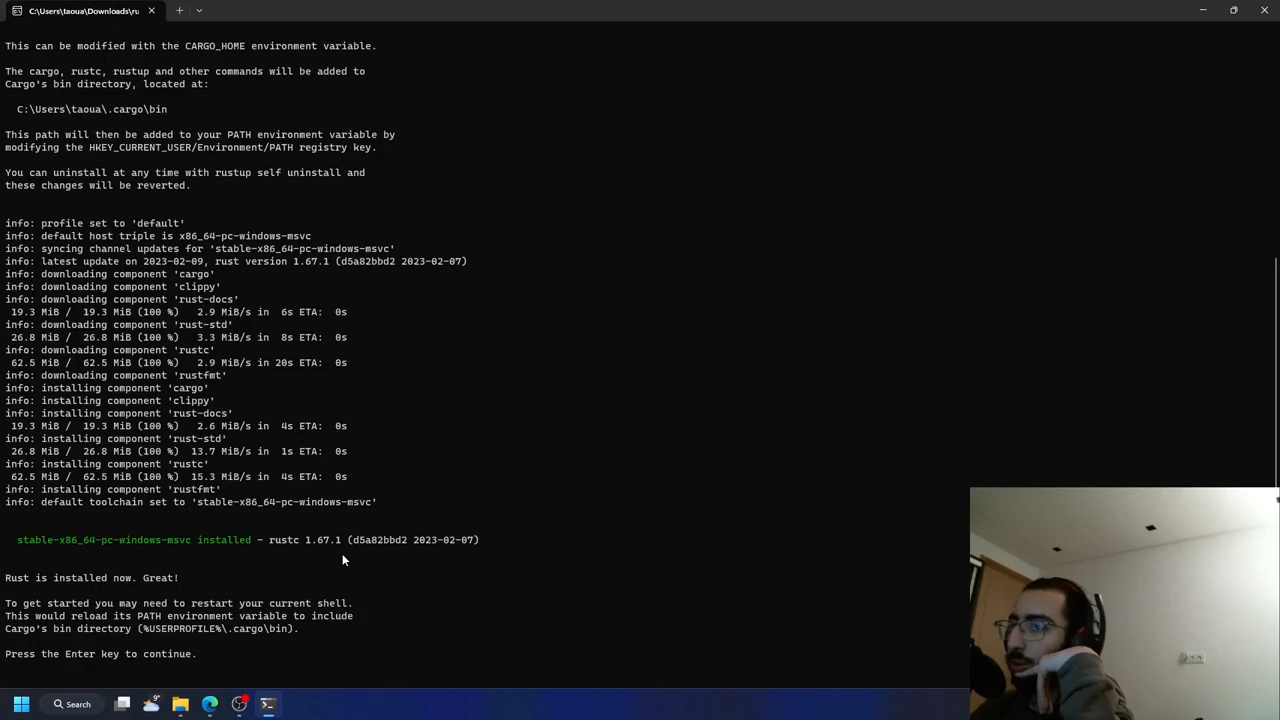 C:\Users\taoua\Downloads\ru
This can be modified with the CARGO_HOME environment variable.
The cargo, rustc, rustup and other commands will be added to
Cargo's bin directory, located at:
C:\Users\taoua\.cargo\bin
This path will then be added to your PATH environment variable by
modifying the HKEY_CURRENT_USER/Environment/PATH registry key.
You can uninstall at any time with rustup self uninstall and
these changes will be reverted.
info: profile set to 'default'
info: default host triple is x86_64-pc-windows-msvc
info: syncing channel updates for 'stable-x86_64-pc-windows-msvc'
info: latest update on 2023-02-09, rust version 1.67.1 (d5a82bbd2 2023-02-07)
info: downloading component 'cargo'
info: downloading component 'clippy'
info: downloading component 'rust-docs'
19.3 MiB / 19.3 MiB (100 %) 2.9 MiB/s in 6s ETA: 0s
info: downloading component 'rust-std'
26.8 MiB / 26.8 MiB (100 %) 3.3 MiB/s in 8s ETA: 0s
info: downloading component 'rustc'
62.5 MiB / 62.5 MiB (100 %) 2.9 MiB/s in 20s ETA: 0s
info: downloading component 'rustfmt'
info: installing component 'cargo'
info: installing component 'clippy'
info: installing component 'rust-docs'
19.3 MiB / 19.3 MiB (100 %) 2.6 MiB/s in 4s ETA: 0s
info: installing component 'rust-std'
26.8 MiB / 26.8 MiB (100 %) 13.7 MiB/s in 1s ETA: 0s
info: installing component 'rustc'
62.5 MiB / 62.5 MiB (100 %) 15.3 MiB/s in 4s ETA: 0s
info: installing component 'rustfmt'
info: default toolchain set to 'stable-x86_64-pc-windows-msvc'
stable-x86_64-pc-windows-msvc installed - rustc 1.67.1 (d5a82bbd2 2023-02-07)
Rust is installed now. Great!
To get started you may need to restart your current shell.
This would reload its PATH environment variable to include
Cargo's bin directory (%USERPROFILE%\.cargo\bin).
Press the Enter key to continue.
Search
9°